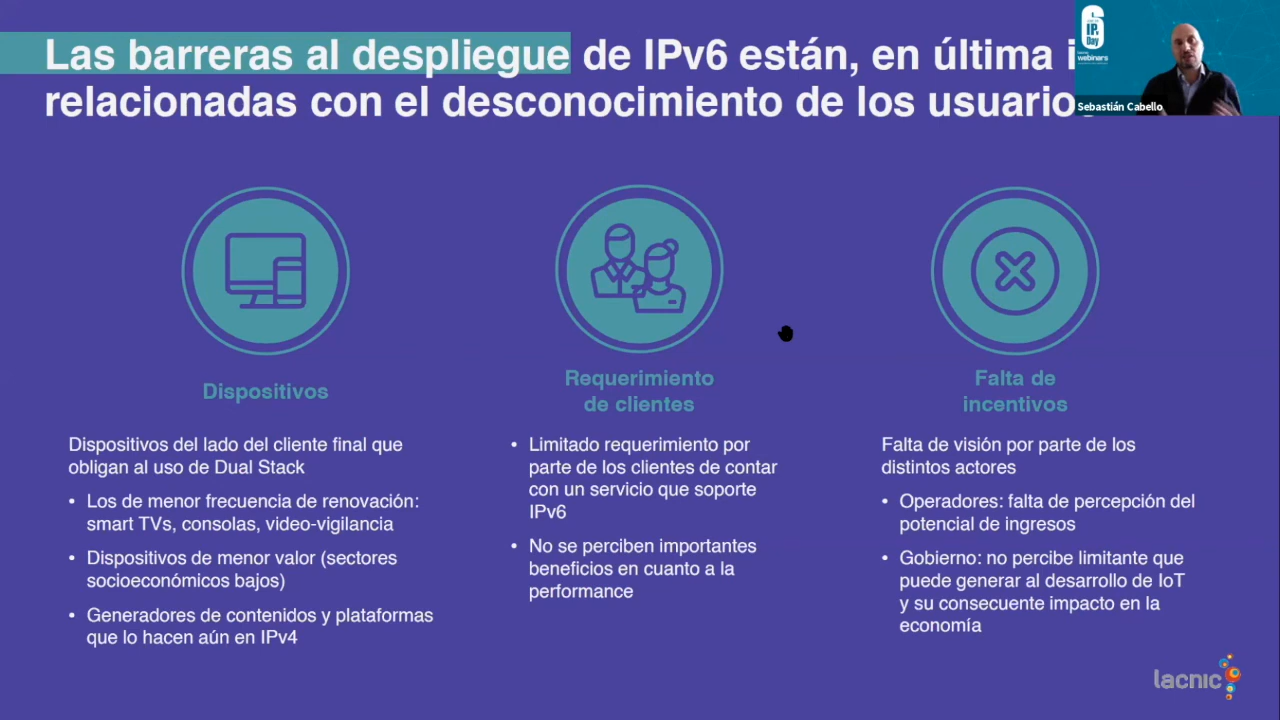 Las barreras al despliegue de IPv6 están, en última
relacionadas con el desconocimiento de los usuarios
6
IP.
Day
webinars
Sebastián Cabello
Dispositivos
Dispositivos del lado del cliente final que
obligan al uso de Dual Stack
• Los de menor frecuencia de renovación:
smart TVs, consolas, video-vigilancia
• Dispositivos de menor valor (sectores
socioeconómicos bajos)
• Generadores de contenidos y plataformas
que lo hacen aún en IPv4
Requerimiento
de clientes
• Limitado requerimiento por
parte de los clientes de contar
con un servicio que soporte
IPv6
• No se perciben importantes
beneficios en cuanto a la
performance
Falta de
incentivos
Falta de visión por parte de los
distintos actores
• Operadores: falta de percepción del
potencial de ingresos
• Gobierno: no percibe limitante que
puede generar al desarrollo de IoT
y su consecuente impacto en la
economía
lacnic